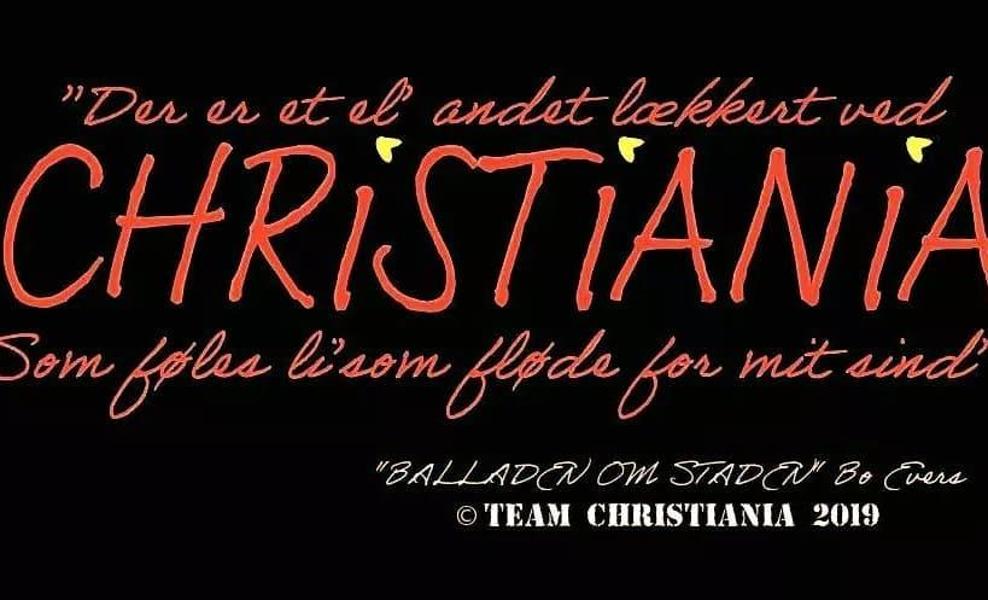 "Der er et el' andet lækkert ved
CHRiSTiANiA
Som føles li'som fløde for mit sind"
"BALLADEN OM STADEN" Bo Evers
© TEAM CHRISTIANIA 2019